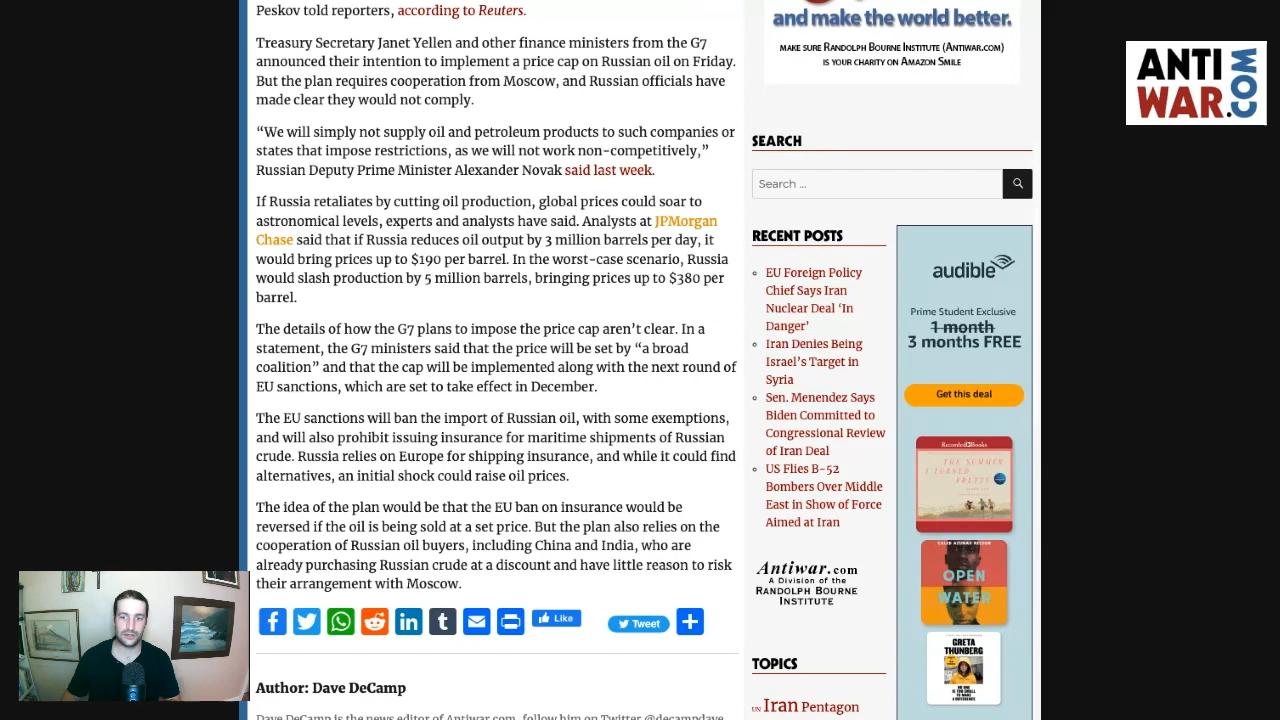 Peskov told reporters, according to Reuters.
Treasury Secretary Janet Yellen and other finance ministers from the G7
announced their intention to implement a price cap on Russian oil on Friday.
But the plan requires cooperation from Moscow, and Russian officials have
made clear they would not comply.
“We will simply not supply oil and petroleum products to such companies or
states that impose restrictions, as we will not work non-competitively,”
Russian Deputy Prime Minister Alexander Novak said last week.
If Russia retaliates by cutting oil production, global prices could soar to
astronomical levels, experts and analysts have said. Analysts at JPMorgan
Chase said that if Russia reduces oil output by 3 million barrels per day, it
would bring prices up to $190 per barrel. In the worst-case scenario, Russia
would slash production by 5 million barrels, bringing prices up to $380 per
barrel.
The details of how the G7 plans to impose the price cap aren’t clear. In a
statement, the G7 ministers said that the price will be set by “a broad
coalition” and that the cap will be implemented along with the next round of
EU sanctions, which are set to take effect in December.
The EU sanctions will ban the import of Russian oil, with some exemptions,
and will also prohibit issuing insurance for maritime shipments of Russian
crude. Russia relies on Europe for shipping insurance, and while it could find
alternatives, an initial shock could raise oil prices.
The idea of the plan would be that the EU ban on insurance would be
reversed if the oil is being sold at a set price. But the plan also relies on the
cooperation of Russian oil buyers, including China and India, who are
already purchasing Russian crude at a discount and have little reason to risk
their arrangement with Moscow.
Like
Tweet
Author: Dave DeCamp
Dave DeCamp is the news editor of Antiwar.com, follow him on Twitter @decampdave.
and make the world better.
MAKE SURE RANDOLPH BOURNE INSTITUTE (ANTIWAR.COM)
IS YOUR CHARITY ON AMAZON SMILE
SEARCH
Search ...
RECENT POSTS
EU Foreign Policy
Chief Says Iran
Nuclear Deal ‘In
Danger’
Iran Denies Being
Israel’s Target in
Syria
Sen. Menendez Says
Biden Committed to
Congressional Review
of Iran Deal
US Flies B-52
Bombers Over Middle
East in Show of Force
Aimed at Iran
Antiwar.com
A Division of the
RANDOLPH BOURNE
INSTITUTE
TOPICS
UN Iran Pentagon
audible
Prime Student Exclusive
1 month
3 months FREE
Get this deal
Recorded Books
THE SUMMER
I TURNED
PRETTY
CALEB AZUMAH NELSON
OPEN
WATER
GRETA
THUNBERG
ANTI
WAR.COM